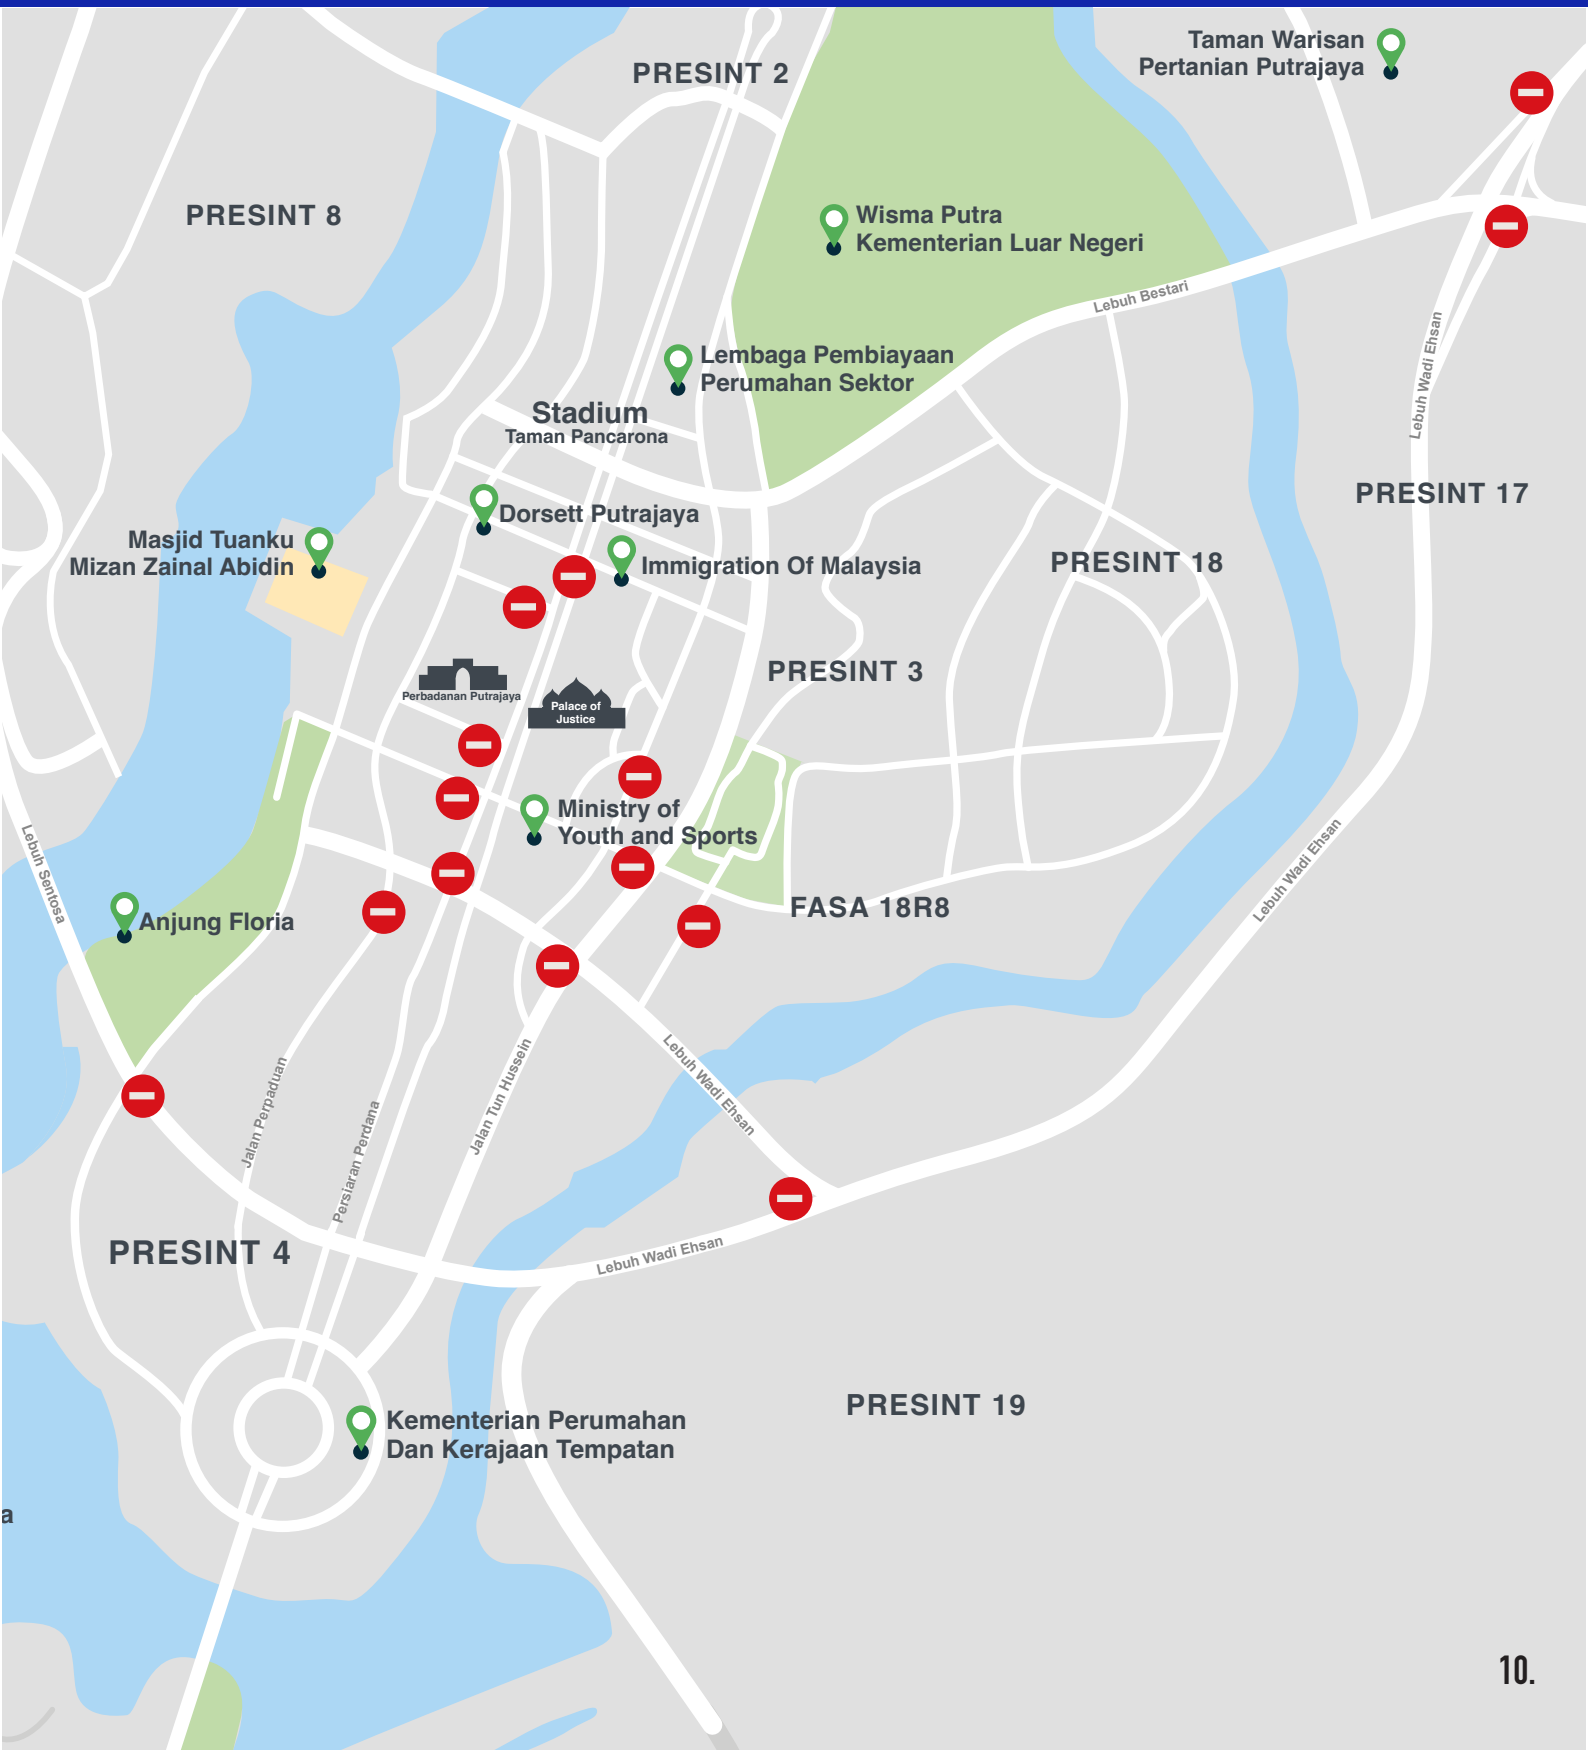 Taman Warisan
Pertanian Putrajaya
PRESINT 2
PRESINT 8
Wisma Putra
Kementerian Luar Negeri
Lebuh Bestari
Lebuh Wadi Ehsan
Lembaga Pembiayaan
Perumahan Sektor
Stadium
Taman Pancarona
PRESINT 17
Dorsett Putrajaya
Masjid Tuanku
Mizan Zainal Abidin
Immigration Of Malaysia
PRESINT 18
PRESINT 3
Perbadanan Putrajaya
Palace of
Justice
Ministry of
Youth and Sports
Lebuh Sentosa
Lebuh Wadi Ehsan
FASA 18R8
Anjung Floria
Jalan Perpaduan
Persiaran Perdana
Jalan Tun Hussein
Lebuh Wadi Ehsan
PRESINT 4
Lebuh Wadi Ehsan
PRESINT 19
Kementerian Perumahan
Dan Kerajaan Tempatan
a
10.